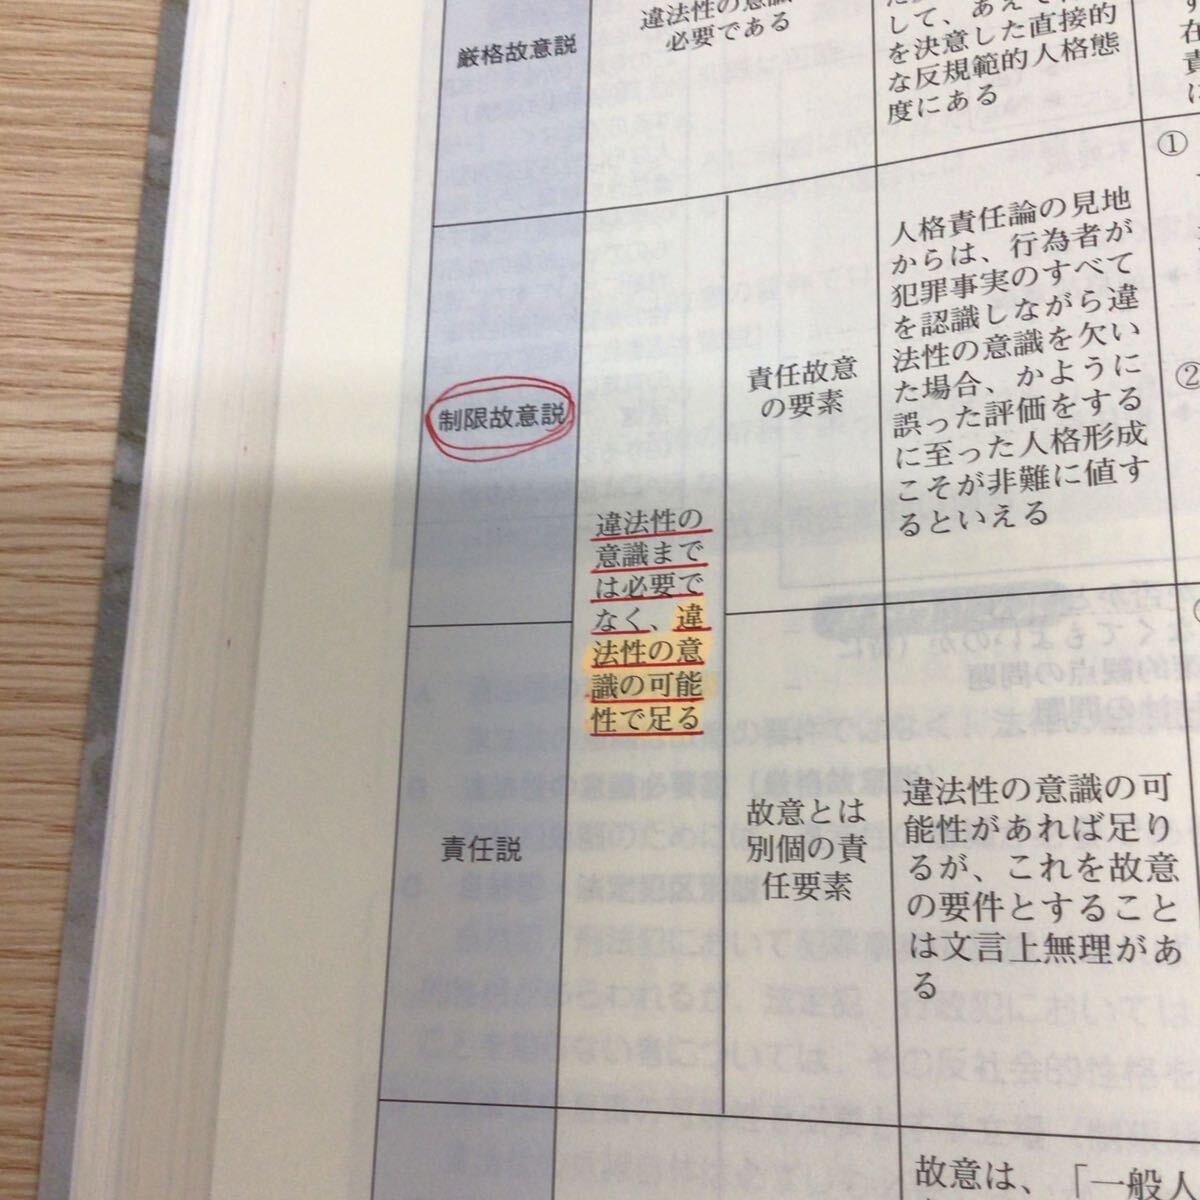 厳格故意説
違法性の意識
必要である
して、あえて
を決意した直接的
な反規範的人格態
度にある
制限故意説
違法性の
意識まで
は必要で
なく、違
法性の意
識の可能
性で足る
責任故意
の要素
人格責任論の見地
からは、行為者が
犯罪事実のすべて
を認識しながら違
法性の意識を欠い
た場合、かように
誤った評価をする
に至った人格形成
こそが非難に値す
るといえる
①
②
責任説
故意とは
別個の責
任要素
違法性の意識の可
能性があれば足り
るが、これを故意
の要件とすること
は文言上無理があ
る
故意は、「一般人